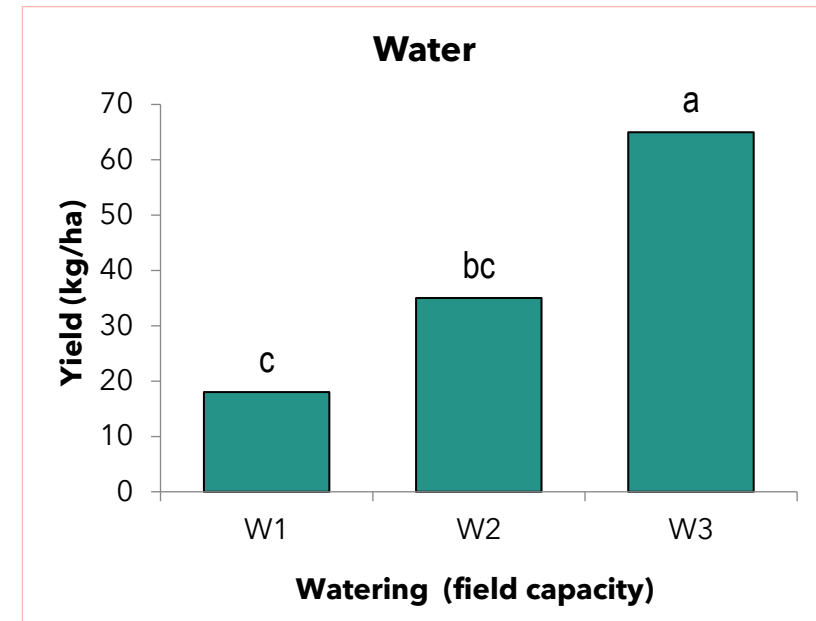 Water
70
60
50
40
30
20
10
0
Yield (kg/ha)
c
bc
a
W1 W2 W3
Watering (field capacity)